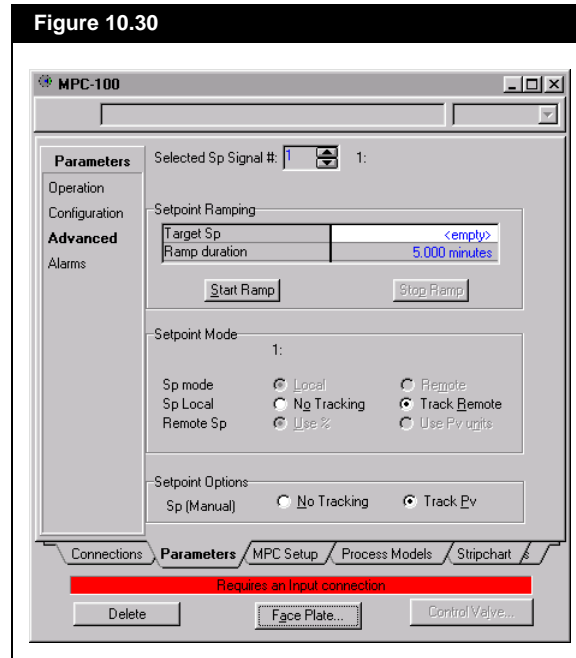 Figure 10.30
MPC-100
Parameters
Operation
Configuration
Advanced
Alarms
Selected Sp Signal #: 1 1:
Setpoint Ramping
Target Sp <empty>
Ramp duration 5.000 minutes
Start Ramp Stop Ramp
Setpoint Mode
1:
Sp mode Local Remote
Sp Local No Tracking Track Remote
Remote Sp Use % Use Pv units
Setpoint Options
Sp (Manual) No Tracking Track Pv
Connections Parameters MPC Setup Process Models Stripchart
Requires an Input connection
Delete Face Plate... Control Valve...